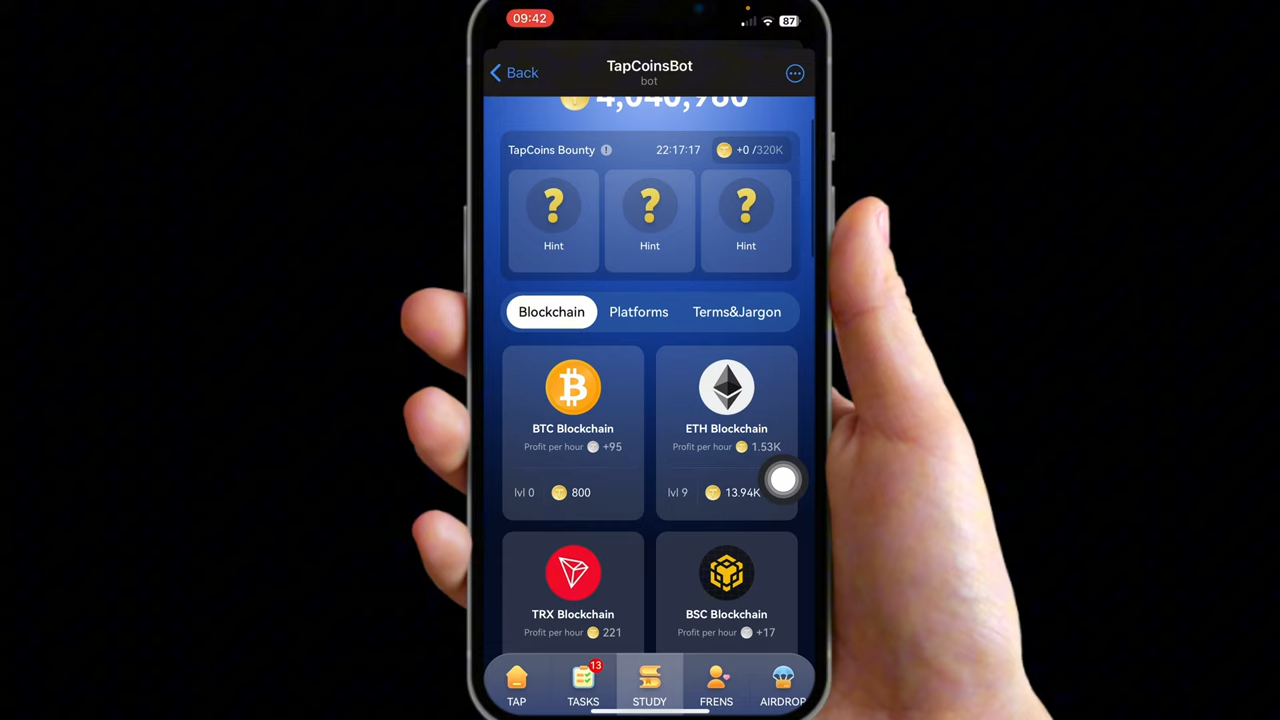 09:42
87
Back
TapCoinsBot
bot
4,040,980
TapCoins Bounty 22:17:17 +0 /320K
? ? ?
Hint Hint Hint
Blockchain Platforms Terms&Jargon
BTC Blockchain ETH Blockchain
Profit per hour +95 Profit per hour 1.53K
lvl 0 800 lvl 9 13.94K
TRX Blockchain BSC Blockchain
Profit per hour 221 Profit per hour +17
13
TAP TASKS STUDY FRENS AIRDROP